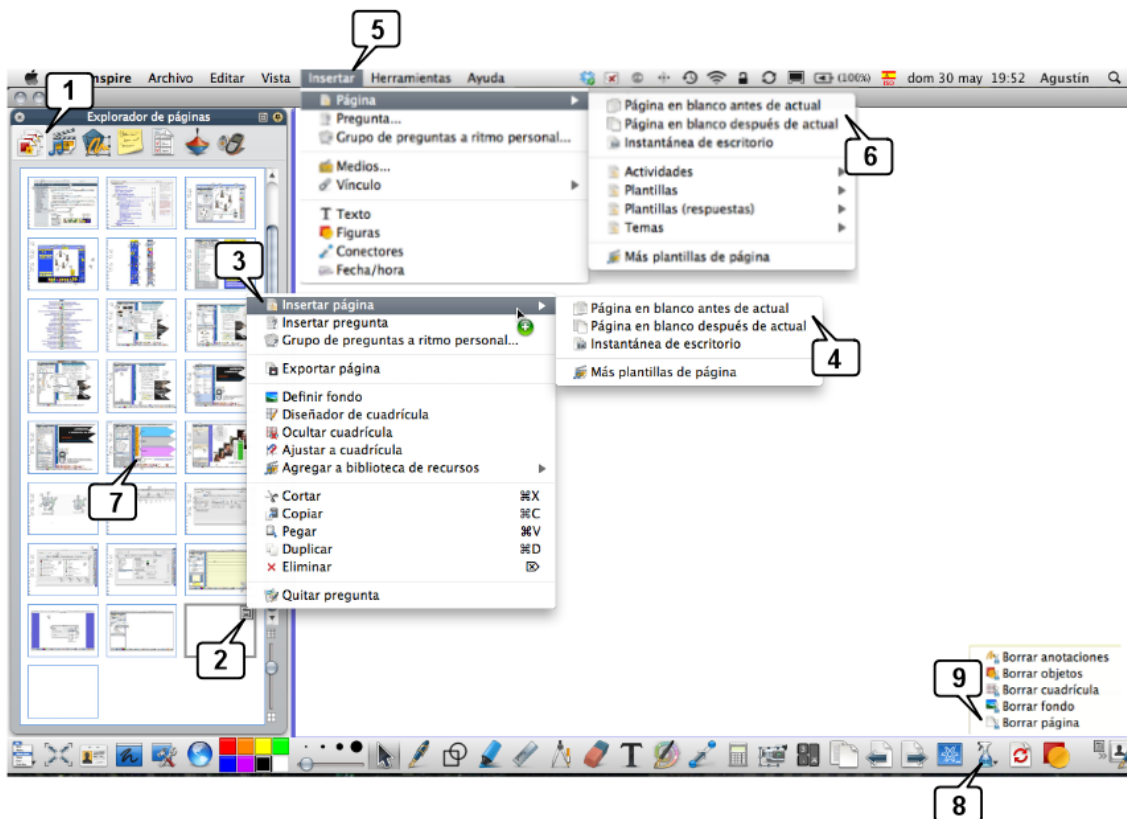 5
nspire Archivo Editar Vista Insertar Herramientas Ayuda (100%) ISO dom 30 may 19:52 Agustín
1
Explorador de páginas
Página
Pregunta...
Grupo de preguntas a ritmo personal...
Medios...
Vínculo
Texto
Figuras
Conectores
Fecha/hora
Página en blanco antes de actual
Página en blanco después de actual
Instantánea de escritorio
Actividades
Plantillas
Plantillas (respuestas)
Temas
Más plantillas de página
6
3
Insertar página
Insertar pregunta
Grupo de preguntas a ritmo personal...
Exportar página
Definir fondo
Diseñador de cuadrícula
Ocultar cuadrícula
Ajustar a cuadrícula
Agregar a biblioteca de recursos
Cortar ⌘X
Copiar ⌘C
Pegar ⌘V
Duplicar ⌘D
Eliminar ⌦
Quitar pregunta
Página en blanco antes de actual
Página en blanco después de actual
Instantánea de escritorio
Más plantillas de página
4
7
2
9
Borrar anotaciones
Borrar objetos
Borrar cuadrícula
Borrar fondo
Borrar página
8